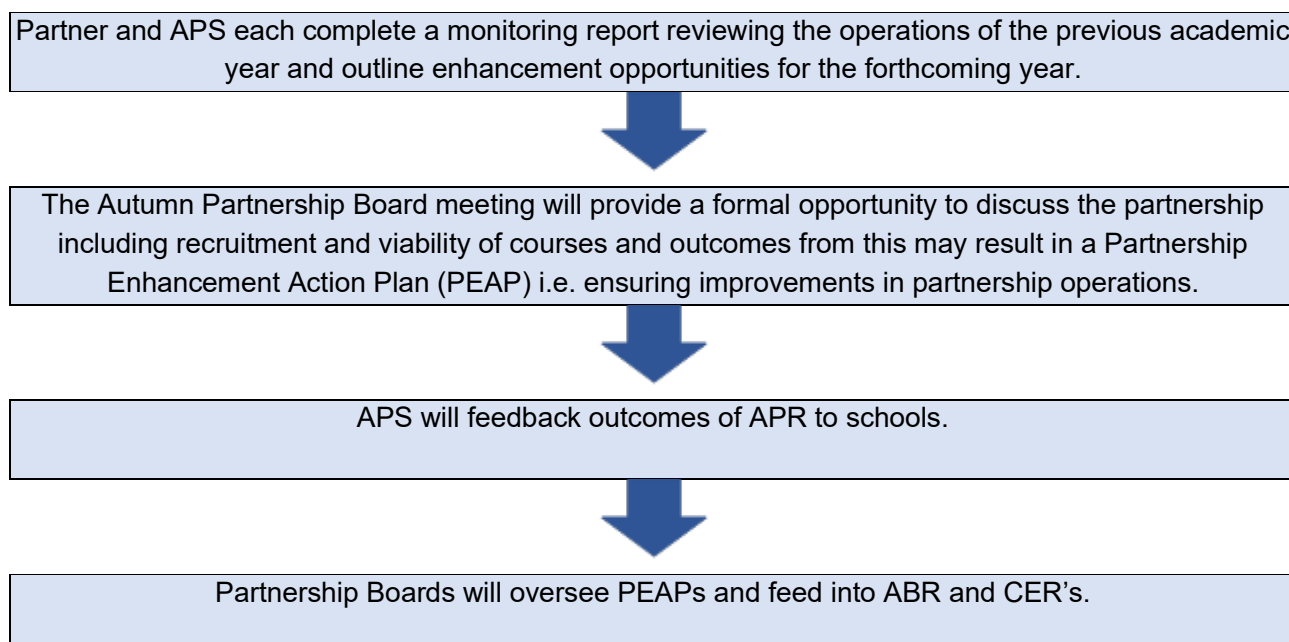 Partner and APS each complete a monitoring report reviewing the operations of the previous academic
year and outline enhancement opportunities for the forthcoming year.
The Autumn Partnership Board meeting will provide a formal opportunity to discuss the partnership
including recruitment and viability of courses and outcomes from this may result in a Partnership
Enhancement Action Plan (PEAP) i.e. ensuring improvements in partnership operations.
APS will feedback outcomes of APR to schools.
Partnership Boards will oversee PEAPs and feed into ABR and CER's.